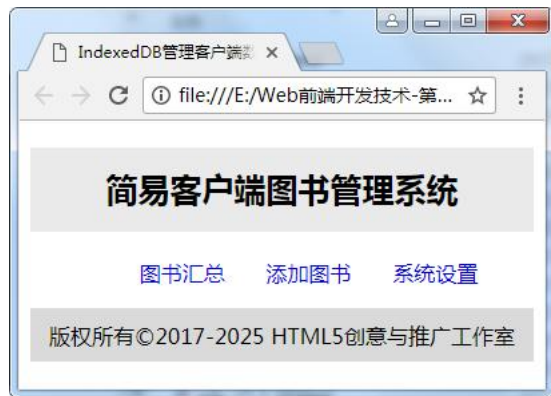 IndexedDB管理客户端数
file:///E:/Web前端开发技术-第...
简易客户端图书管理系统
图书汇总 添加图书 系统设置
版权所有©2017-2025 HTML5创意与推广工作室